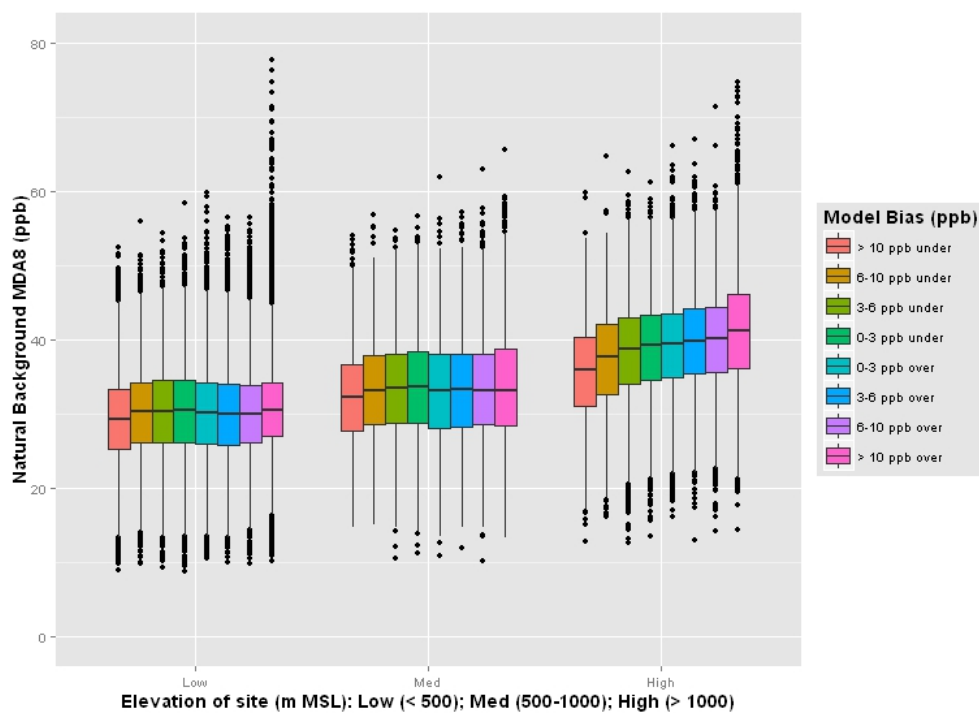 80
60
40
20
0
Natural Background MDA8 (ppb)
Low
Med
High
Elevation of site (m MSL): Low (< 500); Med (500-1000); High (> 1000)
Model Bias (ppb)
> 10 ppb under
6-10 ppb under
3-6 ppb under
0-3 ppb under
0-3 ppb over
3-6 ppb over
6-10 ppb over
> 10 ppb over